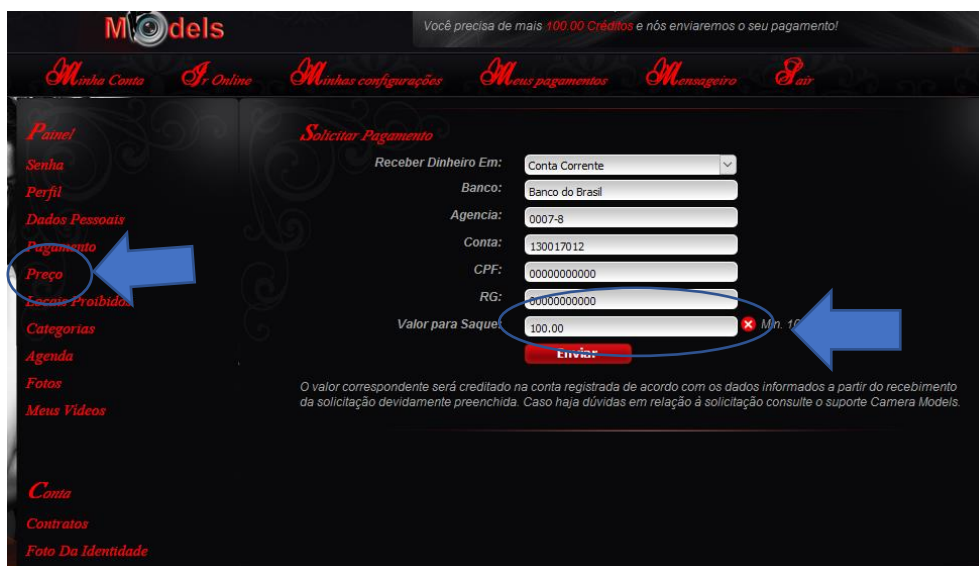 Models
Você precisa de mais 100.00 Créditos e nós enviaremos o seu pagamento!
Minha Conta Ir Online Minhas configurações Meus pagamentos Mensageiro Sair
Painel
Senha
Perfil
Dados Pessoais
Pagamento
Preço
Locais Proibidos
Categorias
Agenda
Fotos
Meus Vídeos
Conta
Contratos
Foto Da Identidade
Solicitar Pagamento
Receber Dinheiro Em: Conta Corrente
Banco: Banco do Brasil
Agencia: 0007-8
Conta: 130017012
CPF: 00000000000
RG: 00000000000
Valor para Saque: 100.00 Min.
Enviar
O valor correspondente será creditado na conta registrada de acordo com os dados informados a partir do recebimento
da solicitação devidamente preenchida. Caso haja dúvidas em relação á solicitação consulte o suporte Camera Models.